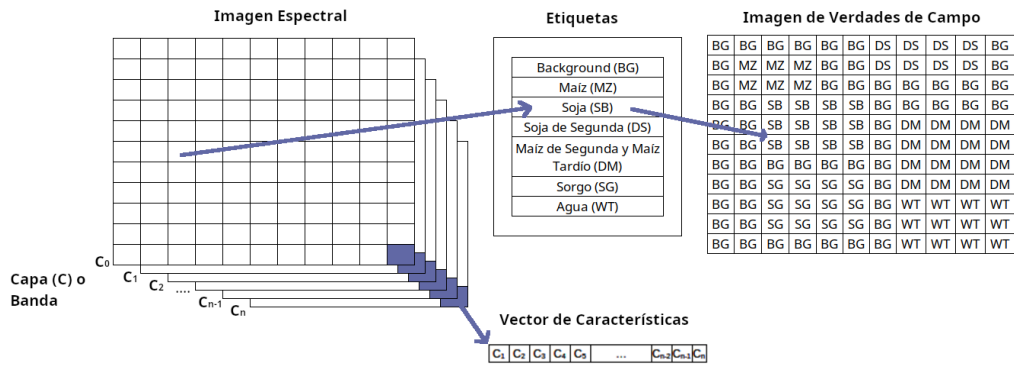 Imagen Espectral
Etiquetas
Imagen de Verdades de Campo
Background (BG)
Maíz (MZ)
Soja (SB)
Soja de Segunda (DS)
Maíz de Segunda y Maíz
Tardío (DM)
Sorgo (SG)
Agua (WT)
BG BG BG BG BG BG DS DS DS DS BG
BG MZ MZ MZ BG BG DS DS DS DS BG
BG MZ MZ MZ BG BG BG BG BG BG BG
BG BG SB SB SB SB BG BG BG BG BG
BG BG SB SB SB SB BG DM DM DM DM
BG BG SB SB SB SB BG DM DM DM DM
BG BG BG BG BG BG BG DM DM DM DM
BG BG SG SG SG SG BG DM DM DM DM
BG BG SG SG SG SG BG WT WT WT WT
BG BG SG SG SG SG BG WT WT WT WT
BG BG BG BG BG BG BG WT WT WT WT
C0
C1
C2
....
Cn-1
Cn
Capa (C) o
Banda
Vector de Característificas
C1 C2 C3 C4 C5 ... Cn-2 Cn-1 Cn